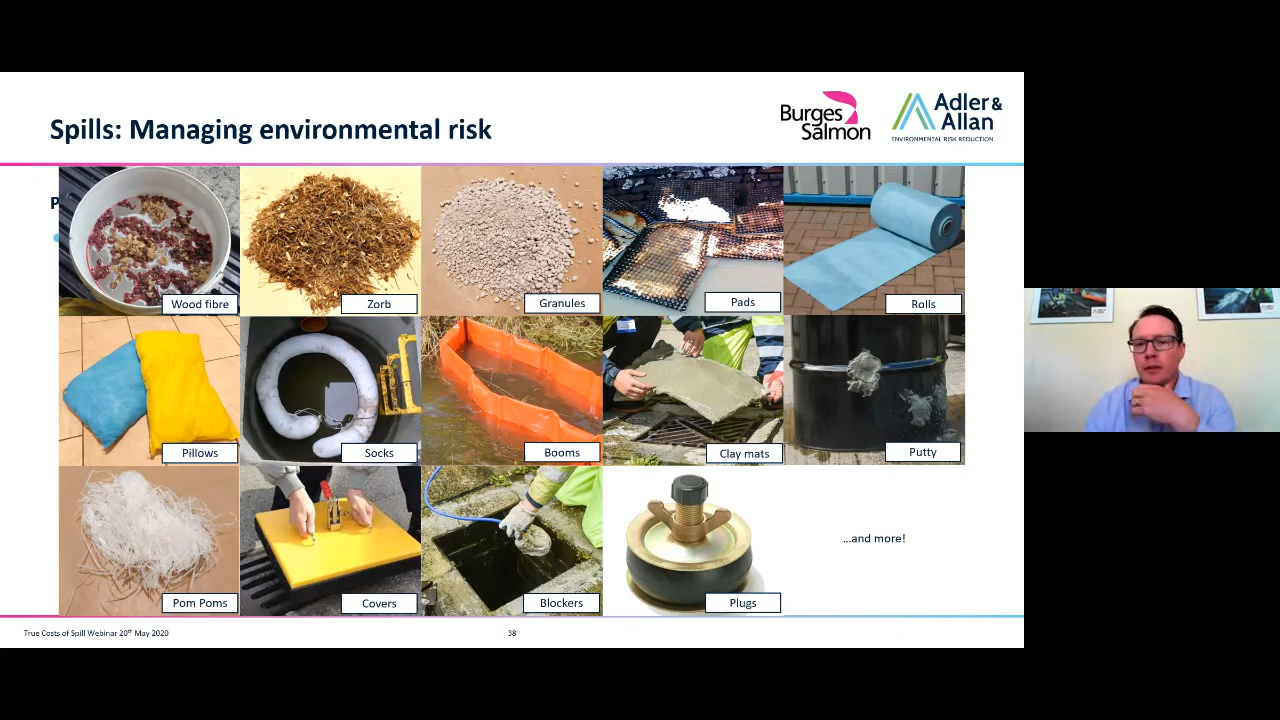 Spills: Managing environmental risk
Burges
Salmon
Adler &
Allan
ENVIRONMENTAL RISK REDUCTION
P
Wood fibre
Zorb
Granules
Pads
Rolls
Pillows
Socks
Booms
Clay mats
Putty
Pom Poms
Covers
Blockers
Plugs
...and more!
True Costs of Spill Webinar 20th May 2020
38